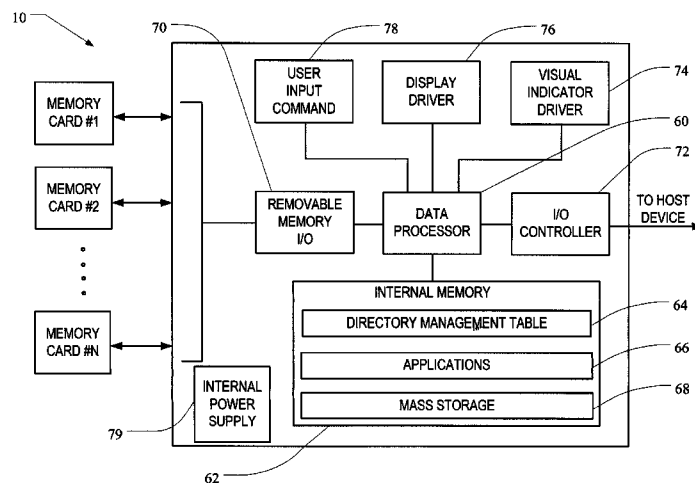 10
70
78
76
74
60
72
USER
INPUT
COMMAND
DISPLAY
DRIVER
VISUAL
INDICATOR
DRIVER
MEMORY
CARD #1
MEMORY
CARD #2
MEMORY
CARD #N
REMOVABLE
MEMORY
I/O
DATA
PROCESSOR
I/O
CONTROLLER
TO HOST
DEVICE
INTERNAL MEMORY
DIRECTORY MANAGEMENT TABLE
64
APPLICATIONS
66
MASS STORAGE
68
INTERNAL
POWER
SUPPLY
79
62